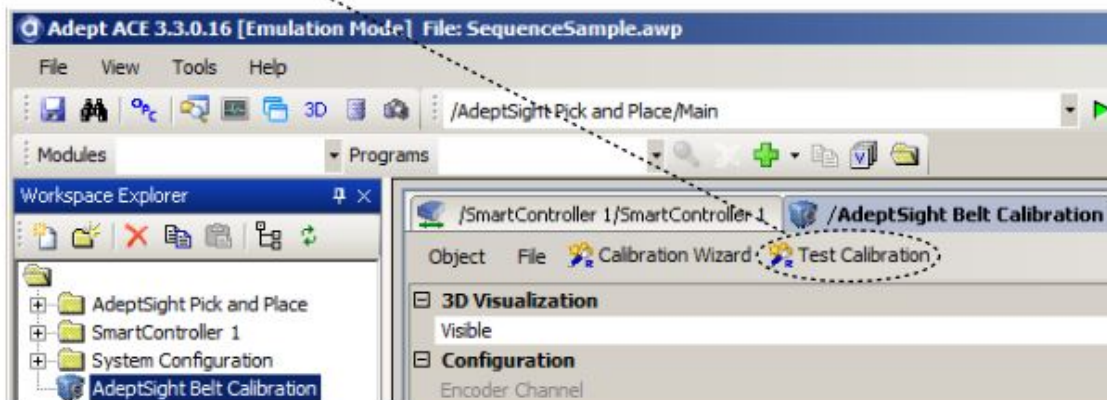 Adept ACE 3.3.0.16 [Emulation Mode] File: SequenceSample.awp
File View Tools Help
OPC 3D /AdeptSight Pick and Place/Main
Modules Programs
Workspace Explorer
/SmartController 1/SmartController 1 /AdeptSight Belt Calibration
Object File Calibration Wizard Test Calibration
3D Visualization
AdeptSight Pick and Place
Visible
SmartController 1
System Configuration
Configuration
AdeptSight Belt Calibration
Encoder Channel